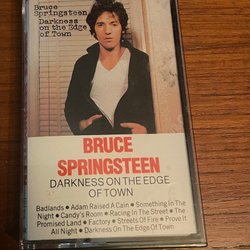 Bruce
Springsteen
Darkness
on the Edge
of Town
BRUCE
SPRINGSTEEN
DARKNESS ON THE EDGE
OF TOWN
Badlands • Adam Raised A Cain • Something In The
Night • Candy's Room • Racing In The Street • The
Promised Land • Factory • Streets Of Fire • Prove It
All Night • Darkness On The Edge Of Town